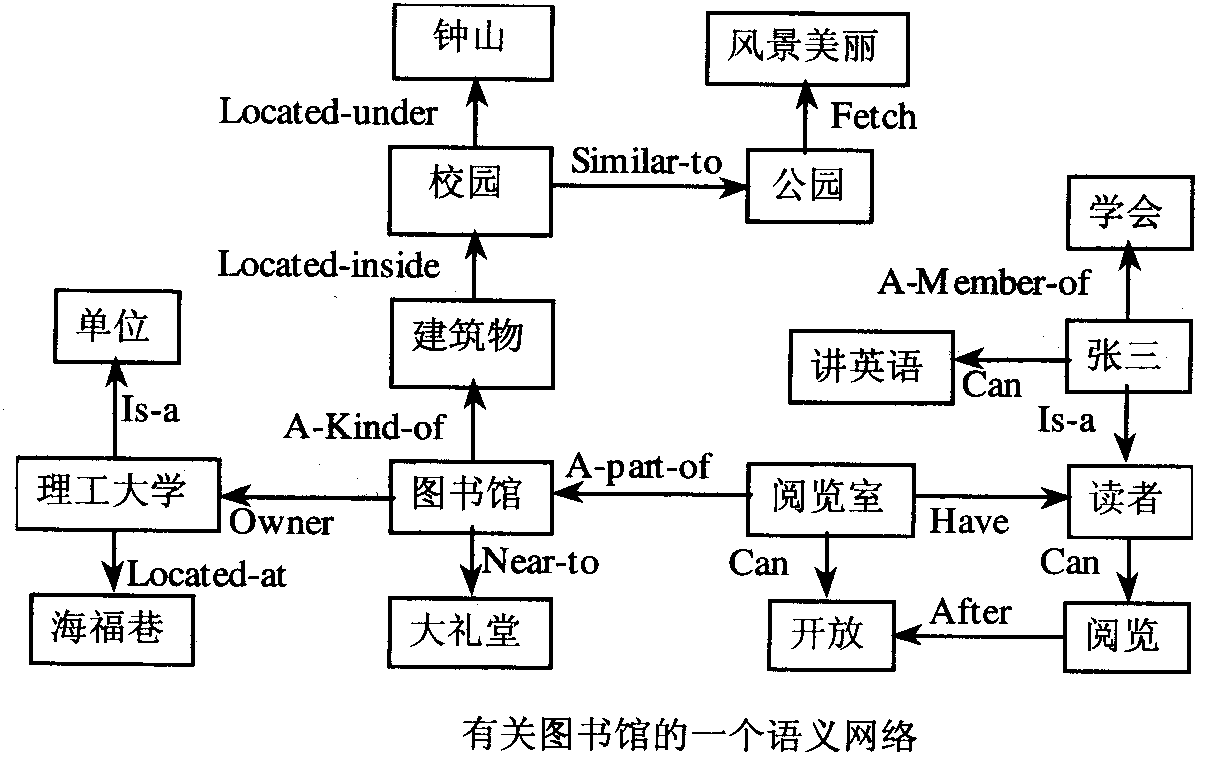 钟山
风景美丽
Located-under
Fetch
校园
Similar-to
公园
学会
Located-inside
A-Member-of
单位
建筑物
讲英语
Can
张三
Is-a
A-Kind-of
Is-a
理工大学
Owner
图书馆
A-part-of
阅览室
Have
读者
Located-at
Near-to
Can
Can
海福巷
大礼堂
开放
After
阅览
有关图书馆的一个语义网络